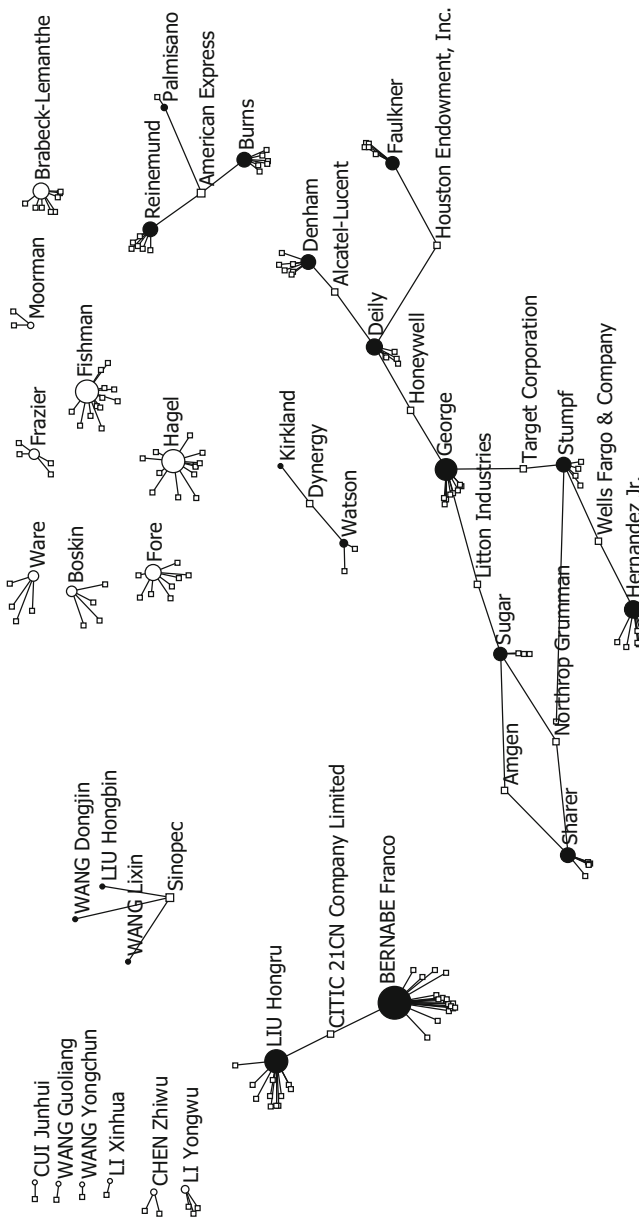 Brabeck-Lemanthe
Moorman
Palmisano
American Express
Reinemund
Burns
Frazier
Fishman
Hagel
Ware
Boskin
Fore
Faulkner
Houston Endowment, Inc.
Denham
Alcatel-Lucent
Deily
Honeywell
Kirkland
Dynergy
Watson
George
Target Corporation
Stumpf
Wells Fargo & Company
Hernandez Jr.
Litton Industries
Sugar
Northrop Grumman
Amgen
Sharer
WANG Dongjin
LIU Hongbin
WANG Lixin
Sinopec
LIU Hongru
CITIC 21CN Company Limited
BERNABE Franco
CUI Junhui
WANG Guoliang
WANG Yongchun
LI Xinhua
CHEN Zhiwu
LI Yongwu